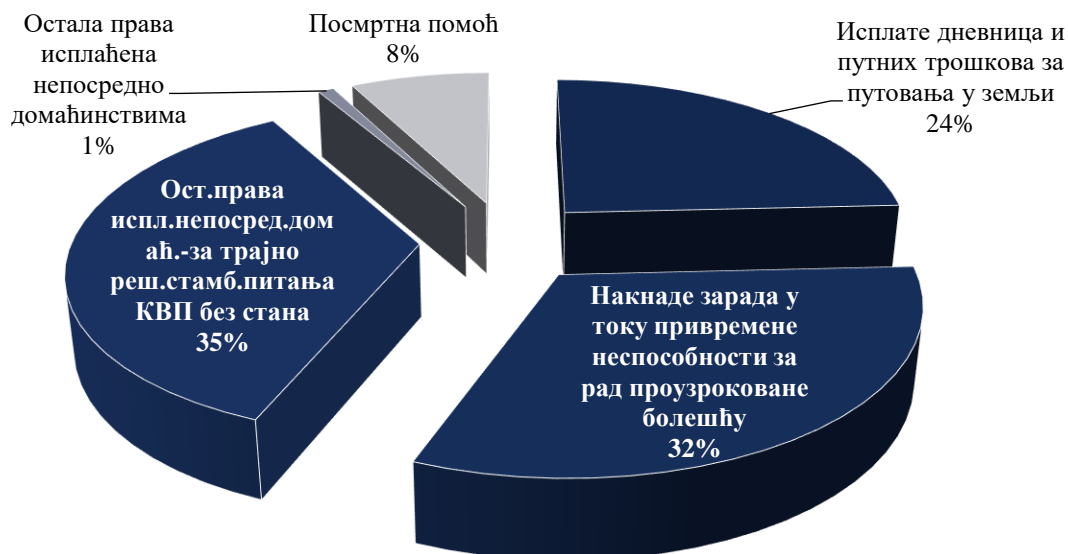 Остала права
исплаћена
непосредно
домаћинствима
1%
Посмртна помоћ
8%
Исплате дневница и
путних трошкова за
путовања у земљи
24%
Ост.права
испл.непосред.дом
аћ.-за трајно
реш.стамб.питања
КВП без стана
35%
Накнаде зарада у
току привремене
неспособности за
рад проузроковане
болешћу
32%